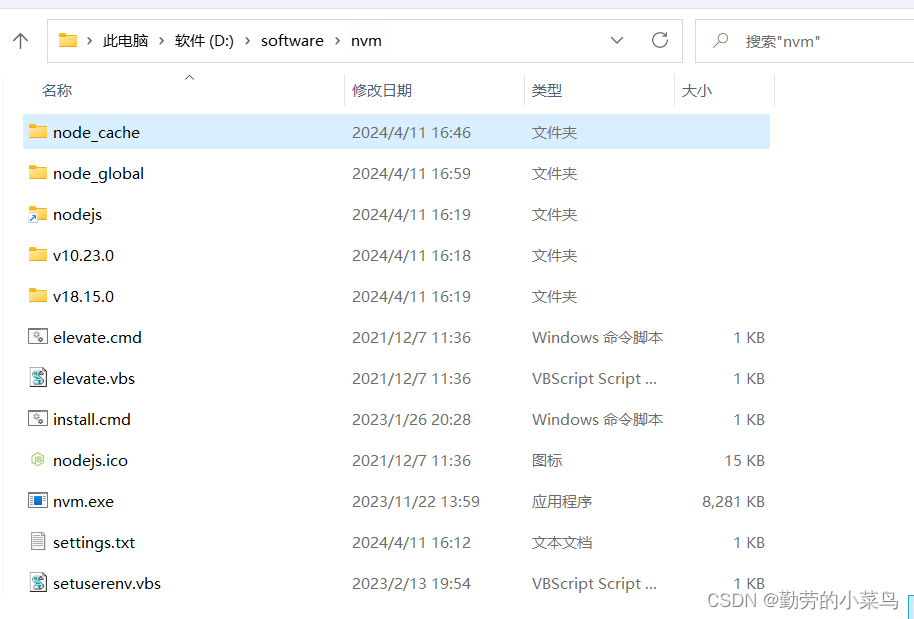 此电脑 软件 (D:) software nvm 搜索"nvm"
名称 修改日期 类型 大小
node_cache 2024/4/11 16:46 文件夹
node_global 2024/4/11 16:59 文件夹
nodejs 2024/4/11 16:19 文件夹
v10.23.0 2024/4/11 16:18 文件夹
v18.15.0 2024/4/11 16:19 文件夹
elevate.cmd 2021/12/7 11:36 Windows 命令脚本 1 KB
elevate.vbs 2021/12/7 11:36 VBScript Script ... 1 KB
install.cmd 2023/1/26 20:28 Windows 命令脚本 1 KB
nodejs.ico 2021/12/7 11:36 图标 15 KB
nvm.exe 2023/11/22 13:59 应用程序 8,281 KB
settings.txt 2024/4/11 16:12 文本文档 1 KB
setuserenv.vbs 2023/2/13 19:54 VBScript Script ... 1 KB
CSDN @勤劳的小菜鸟